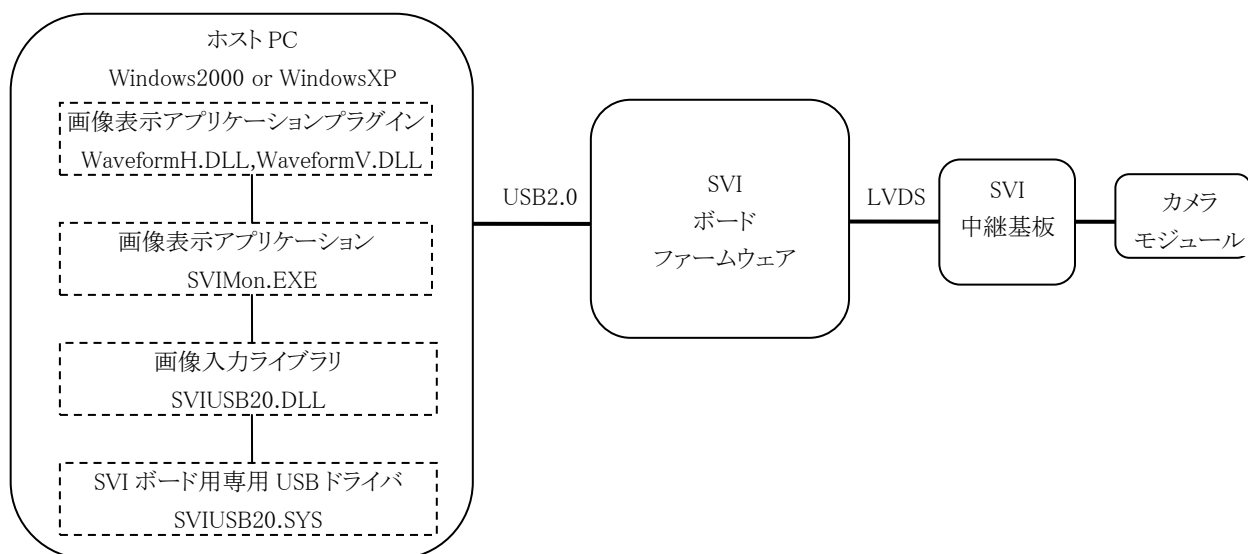 ホスト PC
Windows2000 or WindowsXP
画像表示アプリケーションプラグイン
WaveformH.DLL,WaveformV.DLL
画像表示アプリケーション
SVIMon.EXE
画像入力ライブラリ
SVIUSB20.DLL
SVI ボード用専用 USB ドライバ
SVIUSB20.SYS
USB2.0
SVI
ボード
ファームウェア
LVDS
SVI
中継基板
カメラ
モジュール